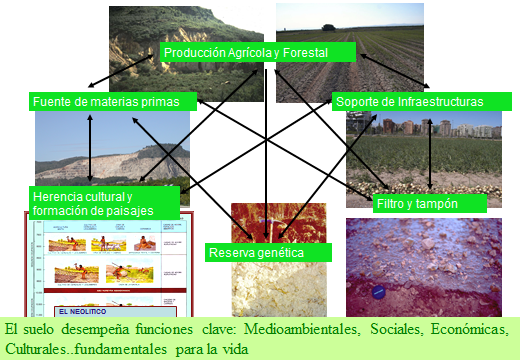 Producción Agrícola y Forestal
Fuente de materias primas
Soporte de Infraestructuras
Herencia cultural y
formación de paisajes
Filtro y tampón
Reserva genética
EL NEOLITICO
El suelo desempeña funciones clave: Medioambientales, Sociales, Económicas,
Culturales..fundamentales para la vida